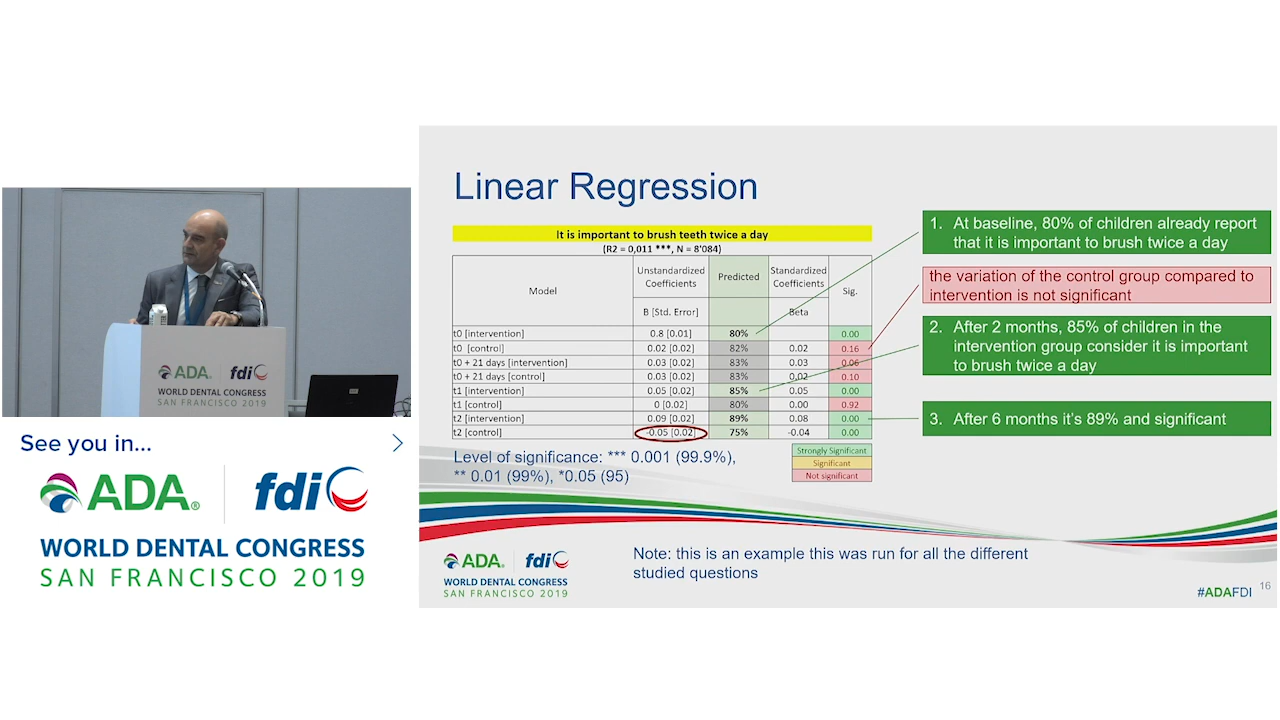 ADA. fdi
WORLD DENTAL CONGRESS
SAN FRANCISCO 2019
See you in...
ADA® fdi
WORLD DENTAL CONGRESS
SAN FRANCISCO 2019
Linear Regression
It is important to brush teeth twice a day
(R2 = 0,011 ***, N = 8'084)
Model Unstandardized Coefficients Predicted Standardized Coefficients Sig.
B [Std. Error] Beta
t0 [intervention] 0.8 [0.01] 80% 0.00
t0 [control] 0.02 [0.02] 82% 0.02 0.16
t0 + 21 days [intervention] 0.03 [0.02] 83% 0.03 0.06
t0 + 21 days [control] 0.03 [0.02] 83% 0.02 0.10
t1 [intervention] 0.05 [0.02] 85% 0.05 0.00
t1 [control] 0 [0.02] 80% 0.00 0.92
t2 [intervention] 0.09 [0.02] 89% 0.08 0.00
t2 [control] -0.05 [0.02] 75% -0.04 0.00
Strongly Significant
Significant
Not significant
Level of significance: *** 0.001 (99.9%),
** 0.01 (99%), *0.05 (95)
1. At baseline, 80% of children already report
that it is important to brush twice a day
the variation of the control group compared to
intervention is not significant
2. After 2 months, 85% of children in the
intervention group consider it is important
to brush twice a day
3. After 6 months it's 89% and significant
ADA. fdi
WORLD DENTAL CONGRESS
SAN FRANCISCO 2019
Note: this is an example this was run for all the different
studied questions
#ADAFDI 16